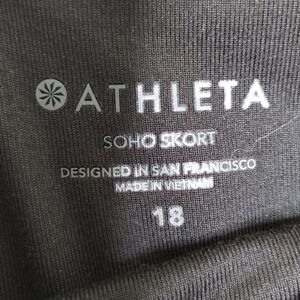 ATHLETA
SOHO SKORT
DESIGNED IN SAN FRANCISCO
MADE IN VIETNAM
18